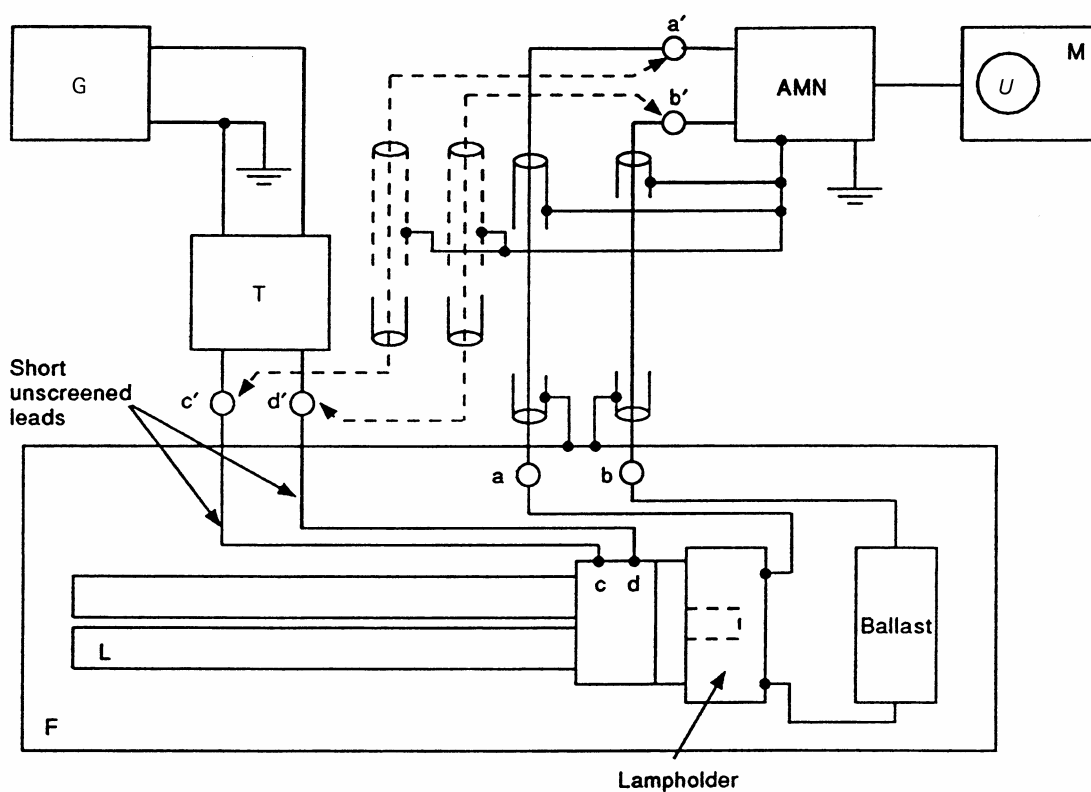 G
a′
AMN
U
M
b′
T
Short
unscreened
leads
c′
d′
a
b
c
d
L
Ballast
F
Lampholder